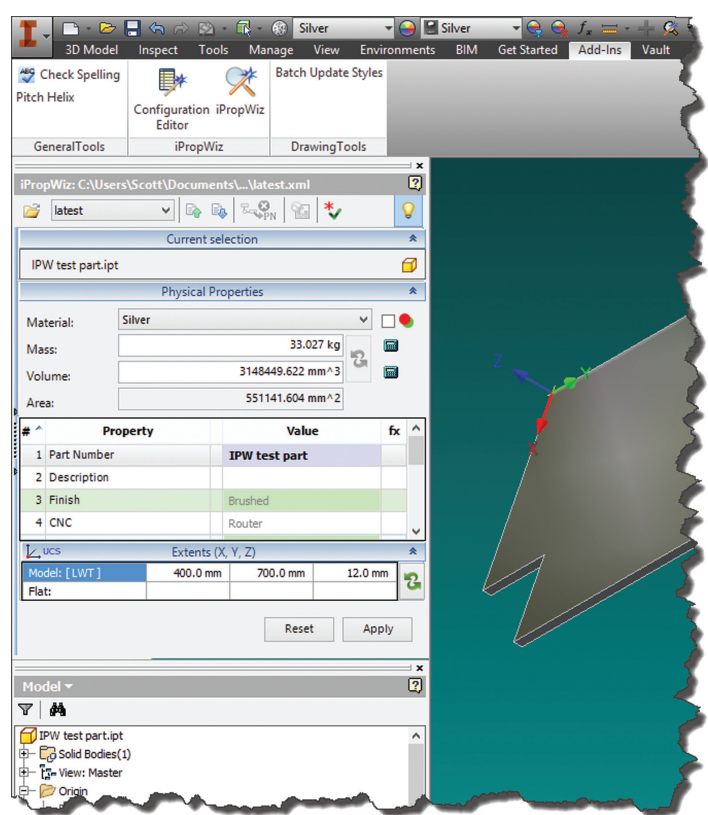 Silver Silver fx
3D Model Inspect Tools Manage View Environments BIM Get Started Add-Ins Vault
ABC Check Spelling
Pitch Helix
Configuration Editor
iPropWiz
Batch Update Styles
GeneralTools iPropWiz DrawingTools
x
iPropWiz: C:\Users\Scott\Documents\...\latest.xml
latest PN
Current selection
IPW test part.ipt
Physical Properties
Material: Silver
Mass: 33.027 kg
Volume: 3148449.622 mm^3
Area: 551141.604 mm^2
# Property Value fx
1 Part Number IPW test part
2 Description
3 Finish Brushed
4 CNC Router
UCS Extents (X, Y, Z)
Model: [LWT] 400.0 mm 700.0 mm 12.0 mm
Flat:
Reset Apply
Z Y
X
x
Model
IPW test part.ipt
Solid Bodies(1)
View: Master
Origin